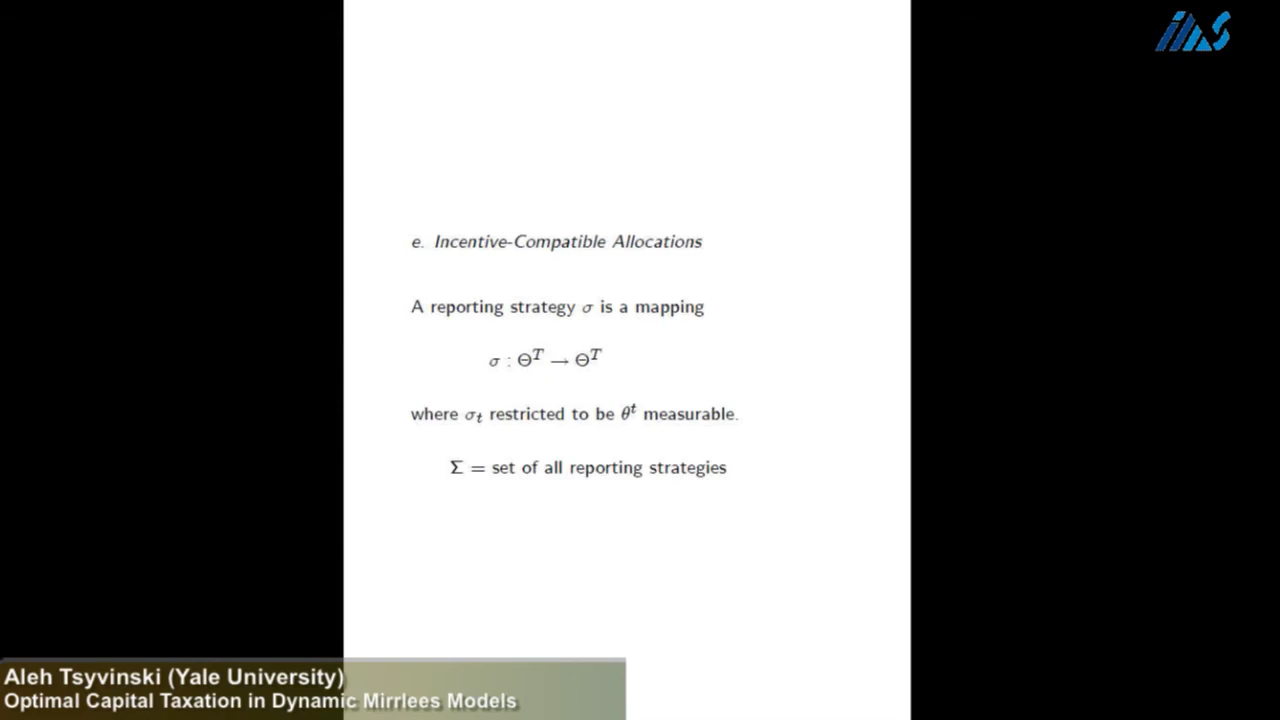 ims
e. Incentive-Compatible Allocations
A reporting strategy σ is a mapping
σ : Θ^T → Θ^T
where σ_t restricted to be θ^t measurable.
Σ = set of all reporting strategies
Aleh Tsyvinski (Yale University)
Optimal Capital Taxation in Dynamic Mirrlees Models